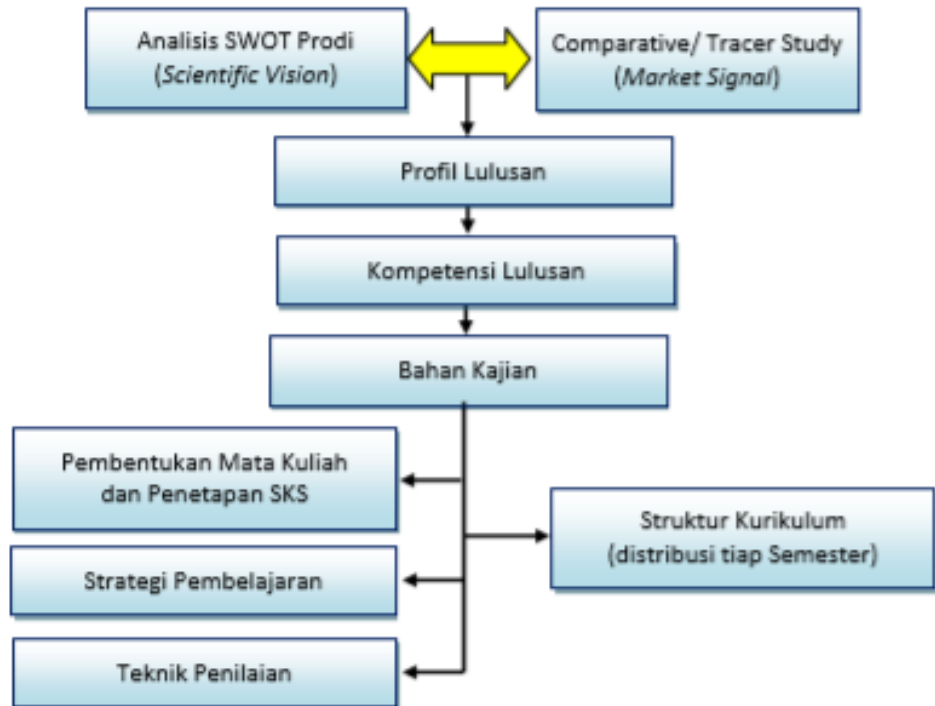 Analisis SWOT Prodi
(Scientific Vision)
Comparative/ Tracer Study
(Market Signal)
Profil Lulusan
Kompetensi Lulusan
Bahan Kajian
Pembentukan Mata Kuliah
dan Penetapan SKS
Struktur Kurikulum
(distribusi tiap Semester)
Strategi Pembelajaran
Teknik Penilaian